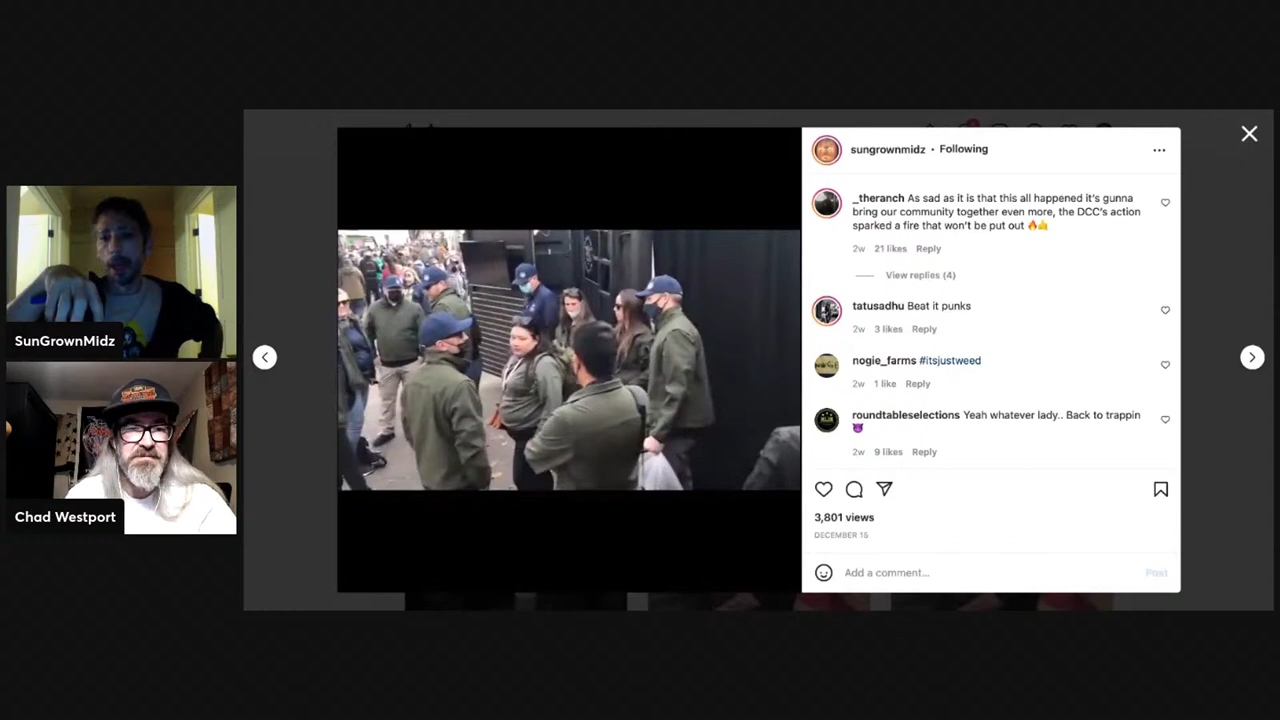 SunGrownMidz
Chad Westport
sungrownmidz • Following
_theranch As sad as it is that this all happened it's gunna
bring our community together even more, the DCC's action
sparked a fire that won't be put out 🔥👍
2w 21 likes Reply
View replies (4)
tatusadhu Beat it punks
2w 3 likes Reply
nogie_farms #itsjustweed
2w 1 like Reply
roundtableselections Yeah whatever lady.. Back to trappin
😈
2w 9 likes Reply
3,801 views
DECEMBER 15
Add a comment...
Post